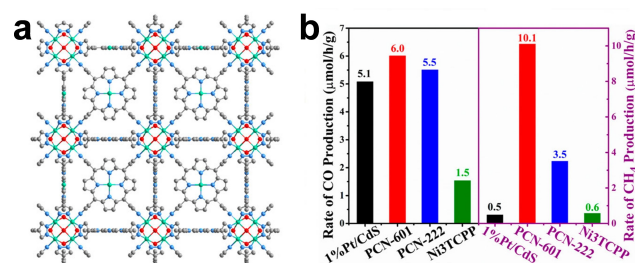 a
b
Rate of CO Production (μmol/h/g)
7
6
5
4
3
2
1
0
5.1
6.0
5.5
1.5
1%Pt/CdS
PCN-601
PCN-222
Ni3TCPP
0.5
10.1
3.5
0.6
1%Pt/CdS
PCN-601
PCN-222
Ni3TCPP
10
8
6
4
2
0
Rate of CH4 Production (μmol/h/g)